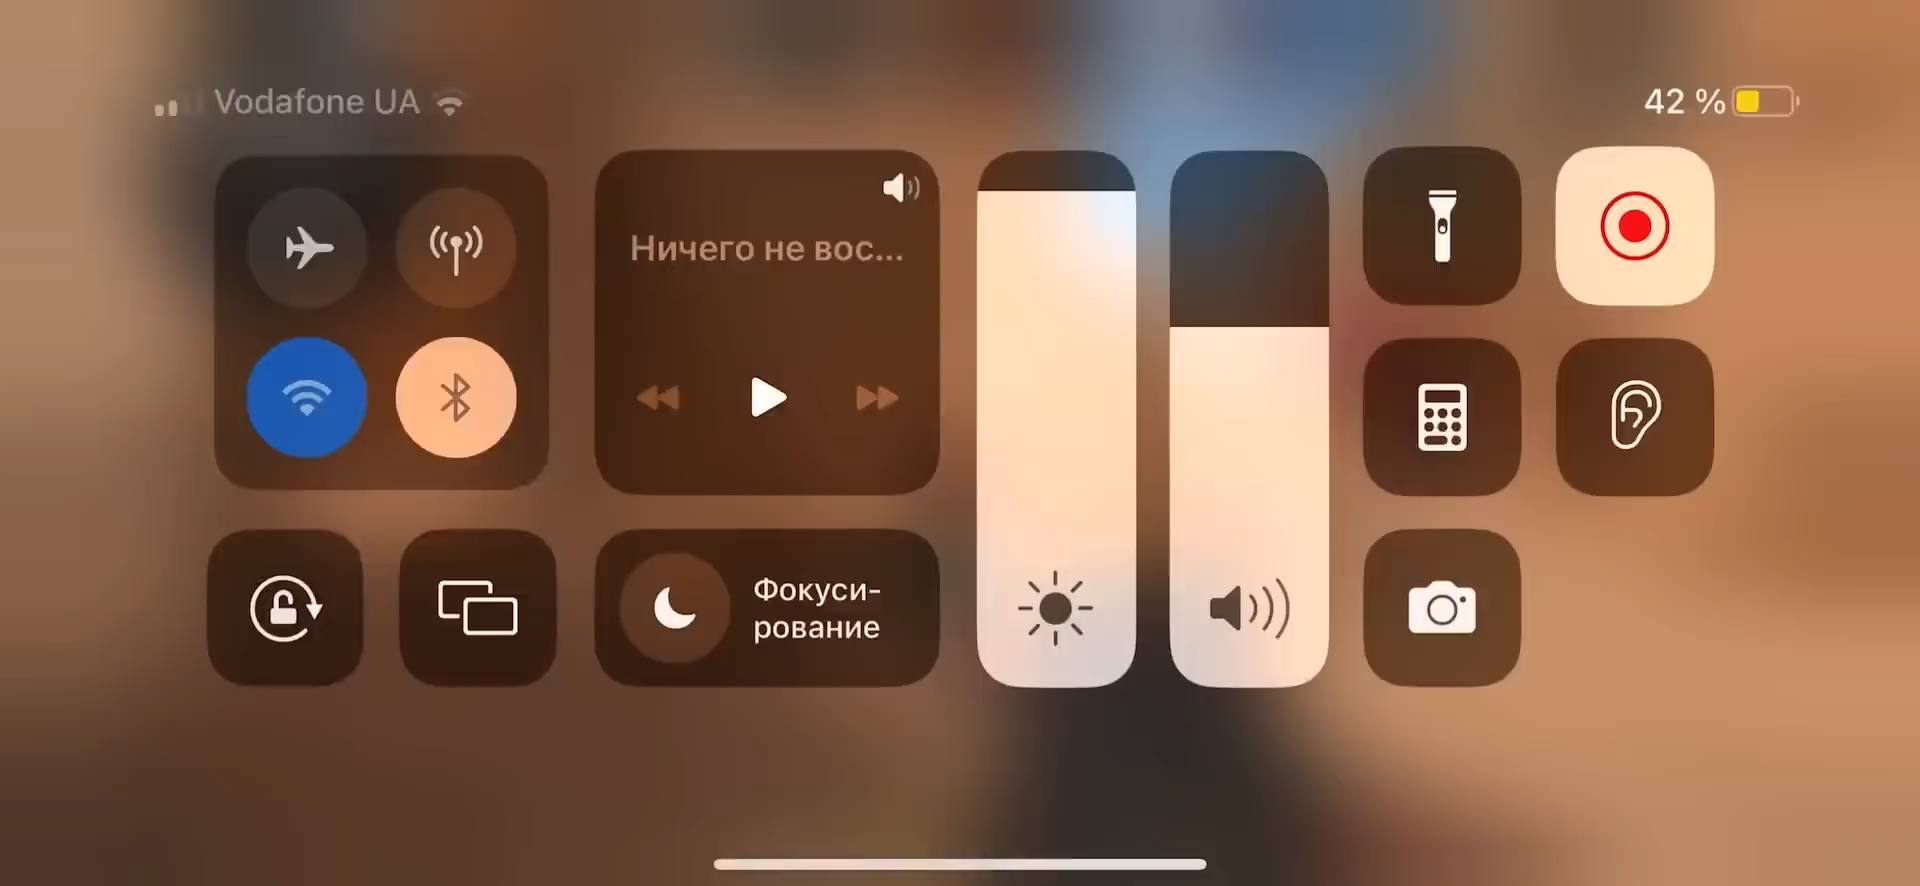 Vodafone UA
42 %
Ничего не вос...
Фокуси-
рование